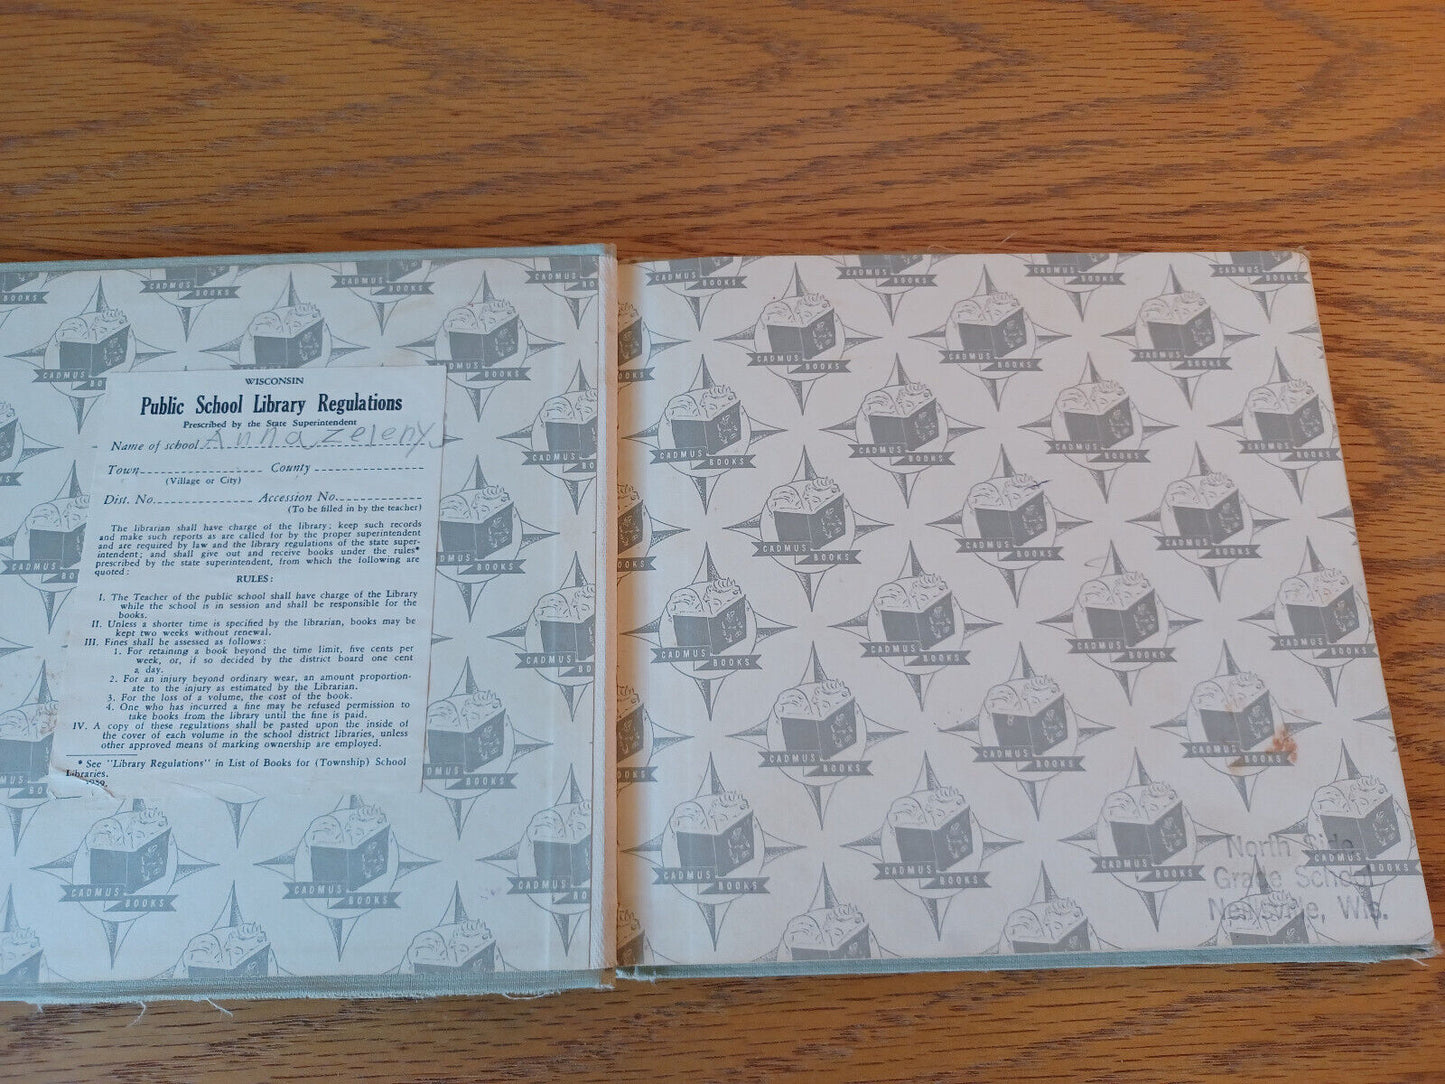 WISCONSIN
Public School Library Regulations
Prescribed by the State Superintendent
Name of school Anna Zeleny
Town County
(Village or City)
Dist. No. Accession No.
(To be filled in by the teacher)
The librarian shall have charge of the library; keep such records
and make such reports as are called for by the proper superintendent
and are required by law and the library regulations of the state super-
intendent; and shall give out and receive books under the rules*
prescribed by the state superintendent, from which the following are
quoted:
RULES:
I. The Teacher of the public school shall have charge of the Library
while the school is in session and shall be responsible for the
books.
II. Unless a shorter time is specified by the librarian, books may be
kept two weeks without renewal.
III. Fines shall be assessed as follows:
1. For retaining a book beyond the time limit, five cents per
week, or, if so decided by the district board one cent
a day.
2. For an injury beyond ordinary wear, an amount proportion-
ate to the injury as estimated by the Librarian.
3. For the loss of a volume, the cost of the book.
4. One who has incurred a fine may be refused permission to
take books from the library until the fine is paid.
IV. A copy of these regulations shall be pasted upon the inside of
the cover of each volume in the school district libraries, unless
other approved means of marking ownership are employed.
* See "Library Regulations" in List of Books for (Township) School
Libraries.
CADMUS BOOKS
North Side
Grade School
Neillsville, Wis.